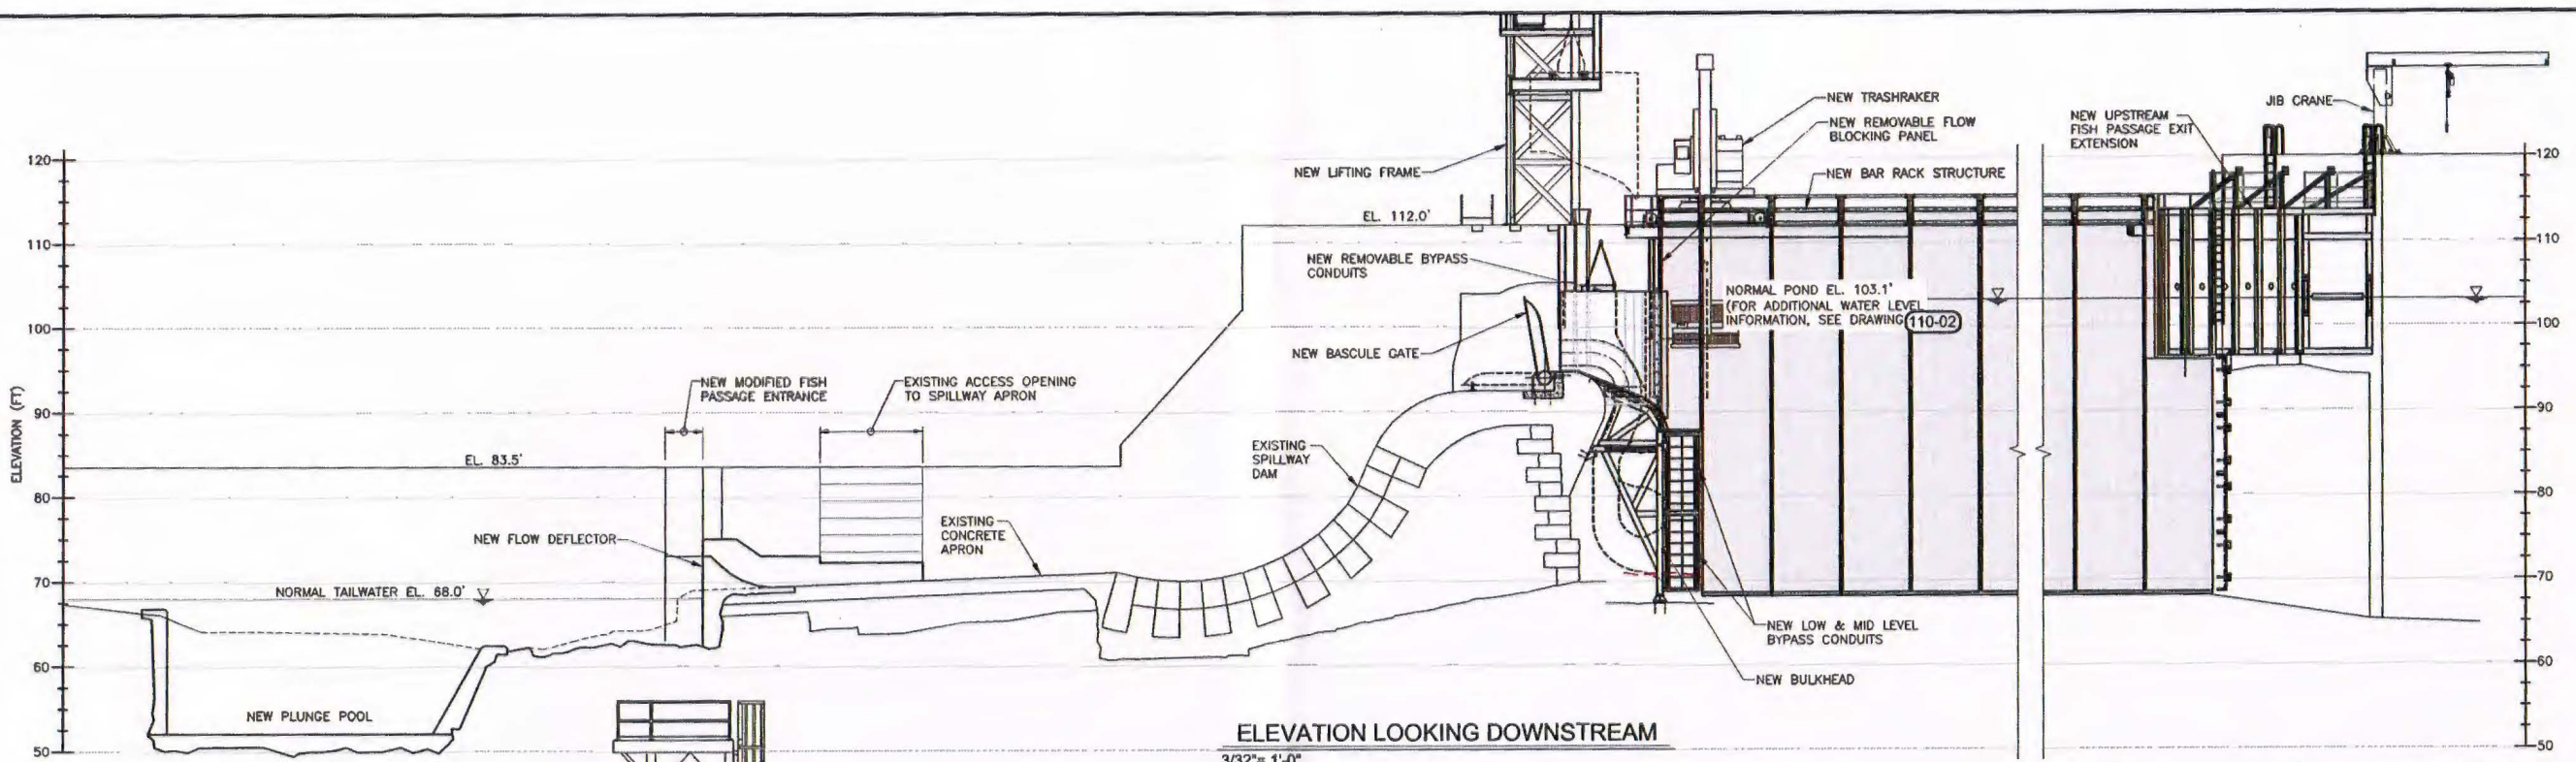 NEW TRASHRAKER
NEW REMOVABLE FLOW
BLOCKING PANEL
NEW UPSTREAM
FISH PASSAGE EXIT
EXTENSION
JIB CRANE
NEW LIFTING FRAME
NEW BAR RACK STRUCTURE
EL. 112.0'
NEW REMOVABLE BYPASS
CONDUITS
NORMAL POND EL. 103.1'
(FOR ADDITIONAL WATER LEVEL
INFORMATION, SEE DRAWING 110-02)
NEW BASCULE GATE
NEW MODIFIED FISH
PASSAGE ENTRANCE
EXISTING ACCESS OPENING
TO SPILLWAY APRON
EL. 83.5'
EXISTING
SPILLWAY
DAM
NEW FLOW DEFLECTOR
EXISTING
CONCRETE
APRON
NORMAL TAILWATER EL. 68.0'
NEW LOW & MID LEVEL
BYPASS CONDUITS
NEW BULKHEAD
NEW PLUNGE POOL
ELEVATION (FT)
120
110
100
90
80
70
60
50
120
110
100
90
80
70
60
50
ELEVATION LOOKING DOWNSTREAM
3/32"= 1'-0"